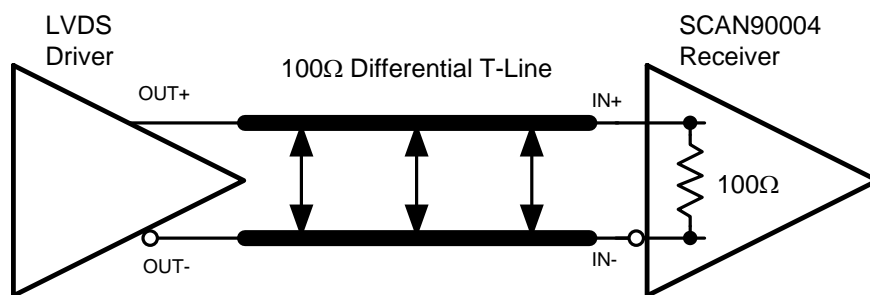 LVDS
Driver
SCAN90004
Receiver
100Ω Differential T-Line
OUT+
IN+
100Ω
OUT-
IN-